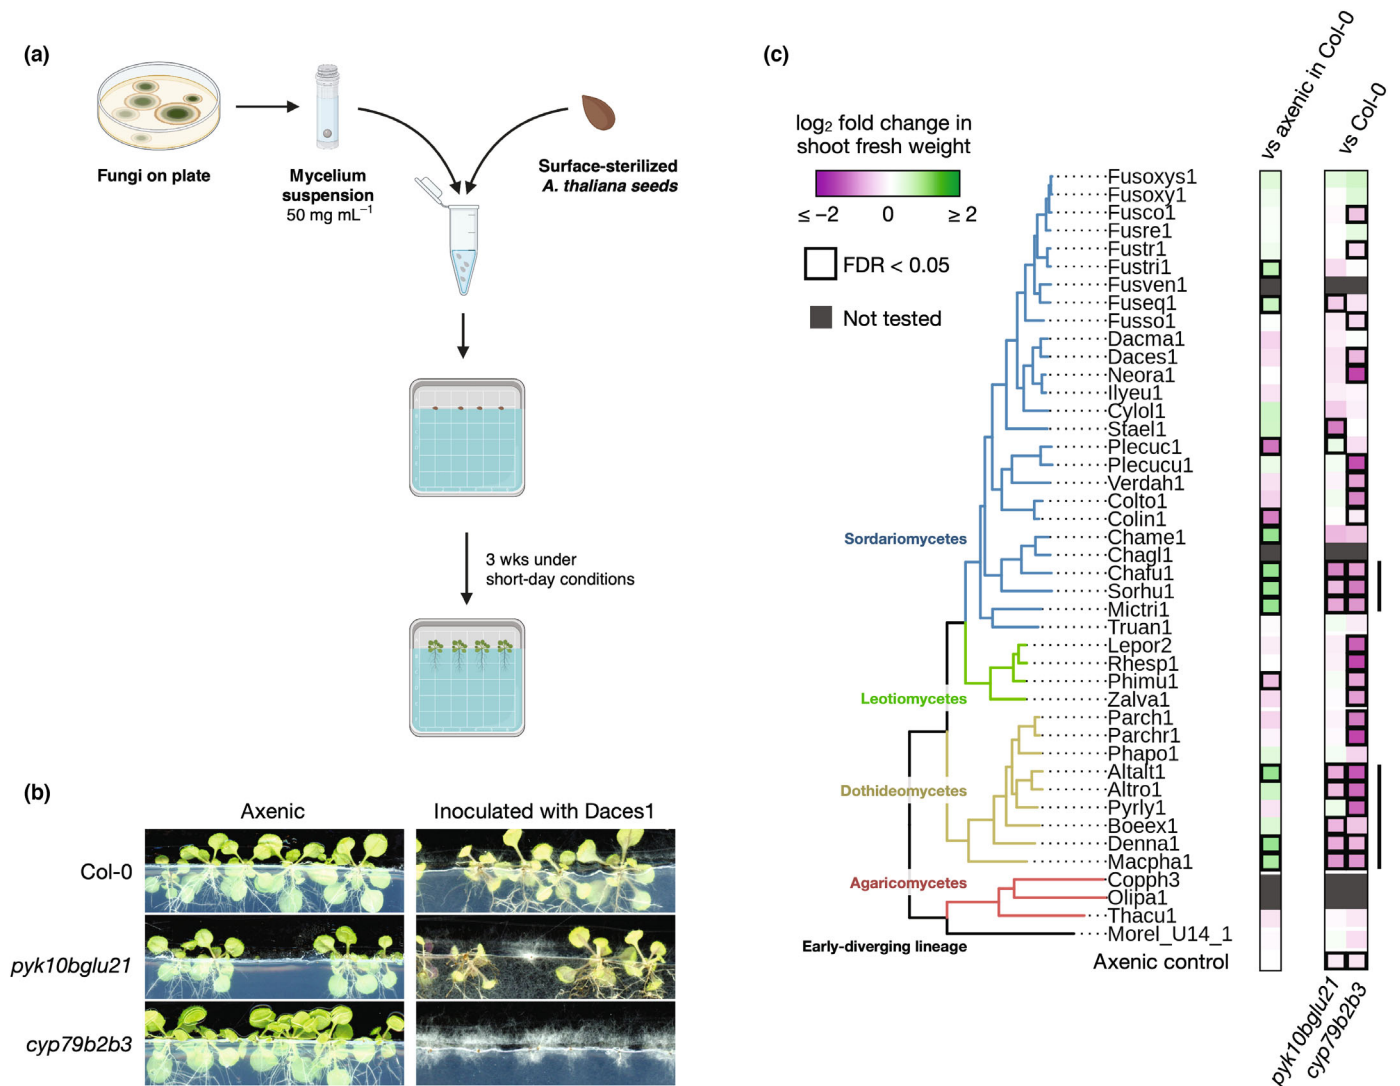 (a)
Fungi on plate
Mycelium
suspension
50 mg mL⁻¹
Surface-sterilized
A. thaliana seeds
3 wks under
short-day conditions
(b)
Axenic
Inoculated with Daces1
Col-0
pyk10bglu21
cyp79b2b3
(c)
log₂ fold change in
shoot fresh weight
≤ −2
0
≥ 2
FDR < 0.05
Not tested
vs axenic in Col-0
vs Col-0
Fusoxys1
Fusoxy1
Fusco1
Fusre1
Fustr1
Fustri1
Fusven1
Fuseq1
Fusso1
Dacma1
Daces1
Neora1
Ilyeu1
Cylol1
Stael1
Plecuc1
Plecucu1
Verdah1
Colto1
Colin1
Sordariomycetes
Chame1
Chagl1
Chafu1
Sorhu1
Mictri1
Truan1
Lepor2
Rhesp1
Phimu1
Leotiomycetes
Zalva1
Parch1
Parchr1
Phapo1
Altalt1
Dothideomycetes
Altro1
Pyrly1
Boeex1
Denna1
Macpha1
Agaricomycetes
Copph3
Olipa1
Thacu1
Early-diverging lineage
Morel_U14_1
Axenic control
pyk10bglu21
cyp79b2b3